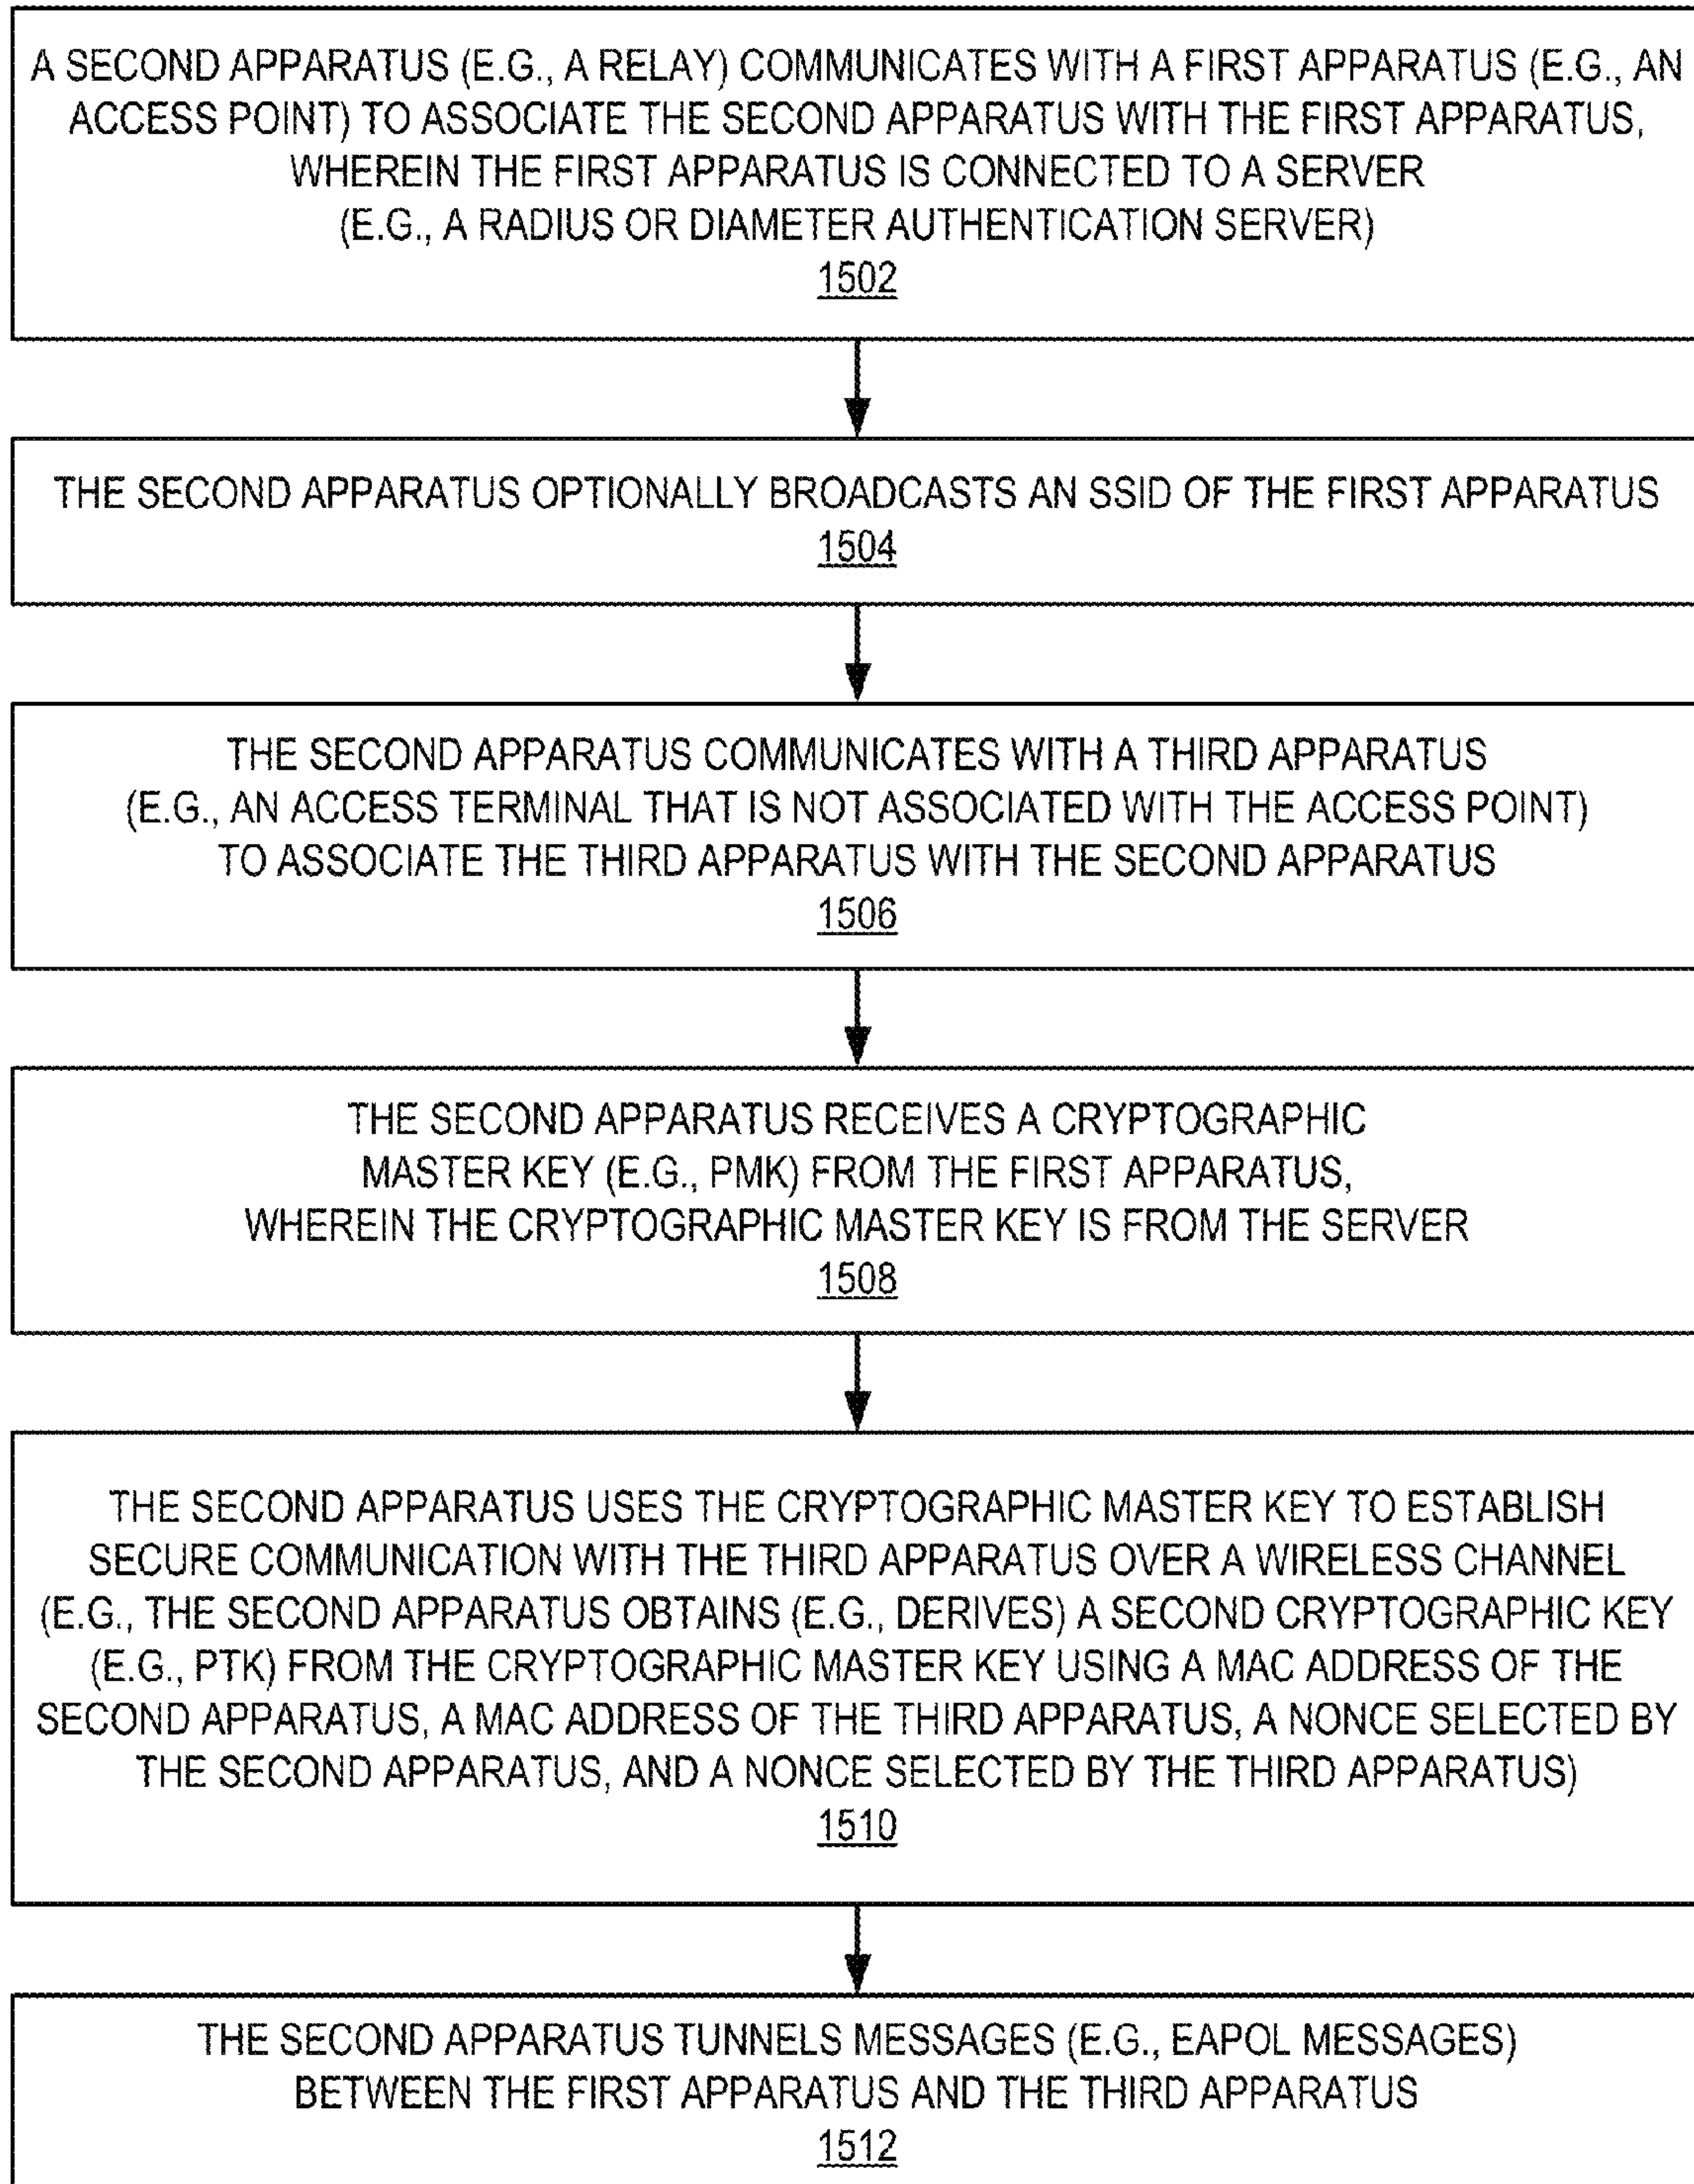 A SECOND APPARATUS (E.G., A RELAY) COMMUNICATES WITH A FIRST APPARATUS (E.G., AN
ACCESS POINT) TO ASSOCIATE THE SECOND APPARATUS WITH THE FIRST APPARATUS,
WHEREIN THE FIRST APPARATUS IS CONNECTED TO A SERVER
(E.G., A RADIUS OR DIAMETER AUTHENTICATION SERVER)
1502
THE SECOND APPARATUS OPTIONALLY BROADCASTS AN SSID OF THE FIRST APPARATUS
1504
THE SECOND APPARATUS COMMUNICATES WITH A THIRD APPARATUS
(E.G., AN ACCESS TERMINAL THAT IS NOT ASSOCIATED WITH THE ACCESS POINT)
TO ASSOCIATE THE THIRD APPARATUS WITH THE SECOND APPARATUS
1506
THE SECOND APPARATUS RECEIVES A CRYPTOGRAPHIC
MASTER KEY (E.G., PMK) FROM THE FIRST APPARATUS,
WHEREIN THE CRYPTOGRAPHIC MASTER KEY IS FROM THE SERVER
1508
THE SECOND APPARATUS USES THE CRYPTOGRAPHIC MASTER KEY TO ESTABLISH
SECURE COMMUNICATION WITH THE THIRD APPARATUS OVER A WIRELESS CHANNEL
(E.G., THE SECOND APPARATUS OBTAINS (E.G., DERIVES) A SECOND CRYPTOGRAPHIC KEY
(E.G., PTK) FROM THE CRYPTOGRAPHIC MASTER KEY USING A MAC ADDRESS OF THE
SECOND APPARATUS, A MAC ADDRESS OF THE THIRD APPARATUS, A NONCE SELECTED BY
THE SECOND APPARATUS, AND A NONCE SELECTED BY THE THIRD APPARATUS)
1510
THE SECOND APPARATUS TUNNELS MESSAGES (E.G., EAPOL MESSAGES)
BETWEEN THE FIRST APPARATUS AND THE THIRD APPARATUS
1512